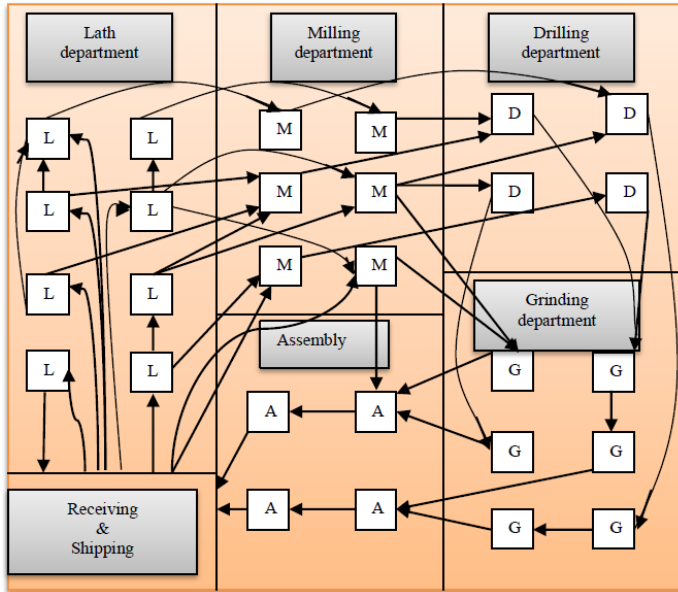 Lath
department
L L
L L
L L
L L
Milling
department
M M
M M
M M
Drilling
department
D D
D D
Grinding
department
G G
G G
G G
Assembly
A A
A A
Receiving
&
Shipping